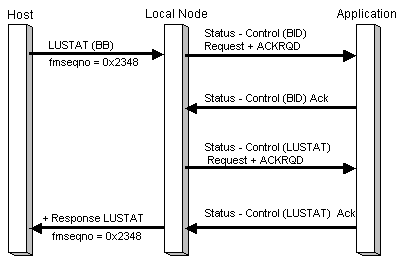 Host
Local Node
Application
LUSTAT (BB)
fmseqno = 0x2348
Status - Control (BID)
Request + ACKRQD
Status - Control (BID) Ack
Status - Control (LUSTAT)
Request + ACKRQD
+ Response LUSTAT
fmseqno = 0x2348
Status - Control (LUSTAT) Ack